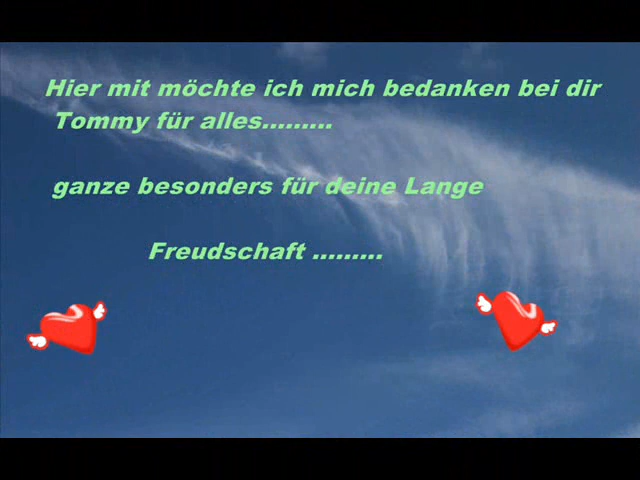 Hier mit möchte ich mich bedanken bei dir
Tommy für alles.........
ganze besonders für deine Lange
Freudschaft .........